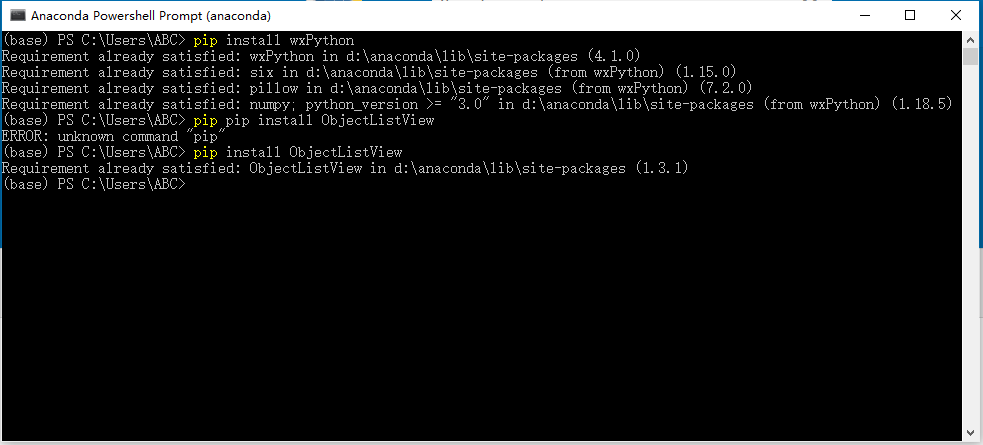 Anaconda Powershell Prompt (anaconda)
(base) PS C:\Users\ABC> pip install wxPython
Requirement already satisfied: wxPython in d:\anaconda\lib\site-packages (4.1.0)
Requirement already satisfied: six in d:\anaconda\lib\site-packages (from wxPython) (1.15.0)
Requirement already satisfied: pillow in d:\anaconda\lib\site-packages (from wxPython) (7.2.0)
Requirement already satisfied: numpy; python_version >= "3.0" in d:\anaconda\lib\site-packages (from wxPython) (1.18.5)
(base) PS C:\Users\ABC> pip pip install ObjectListView
ERROR: unknown command "pip"
(base) PS C:\Users\ABC> pip install ObjectListView
Requirement already satisfied: ObjectListView in d:\anaconda\lib\site-packages (1.3.1)
(base) PS C:\Users\ABC>